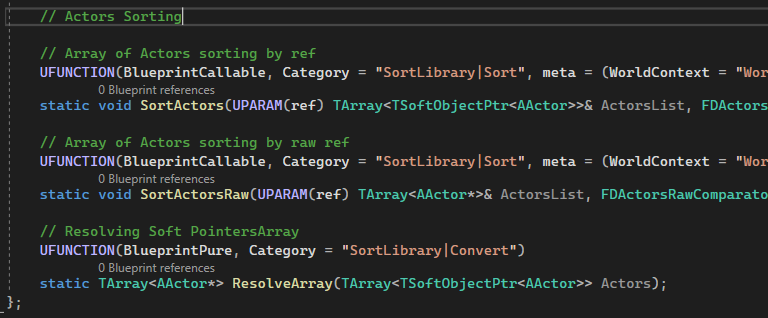 // Actors Sorting
// Array of Actors sorting by ref
UFUNCTION(BlueprintCallable, Category = "SortLibrary|Sort", meta = (WorldContext = "Wor
0 Blueprint references
static void SortActors(UPARAM(ref) TArray<TSoftObjectPtr<AActor>>& ActorsList, FDActors
// Array of Actors sorting by raw ref
UFUNCTION(BlueprintCallable, Category = "SortLibrary|Sort", meta = (WorldContext = "Wor
0 Blueprint references
static void SortActorsRaw(UPARAM(ref) TArray<AActor*>& ActorsList, FDActorsRawComparato
// Resolving Soft PointersArray
UFUNCTION(BlueprintPure, Category = "SortLibrary|Convert")
0 Blueprint references
static TArray<AActor*> ResolveArray(TArray<TSoftObjectPtr<AActor>> Actors);
};